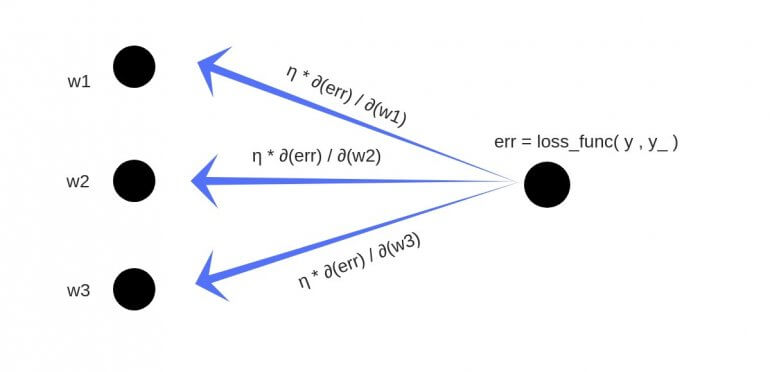 w1
η * ∂(err) / ∂(w1)
err = loss_func( y , y_ )
w2
η * ∂(err) / ∂(w2)
w3
η * ∂(err) / ∂(w3)